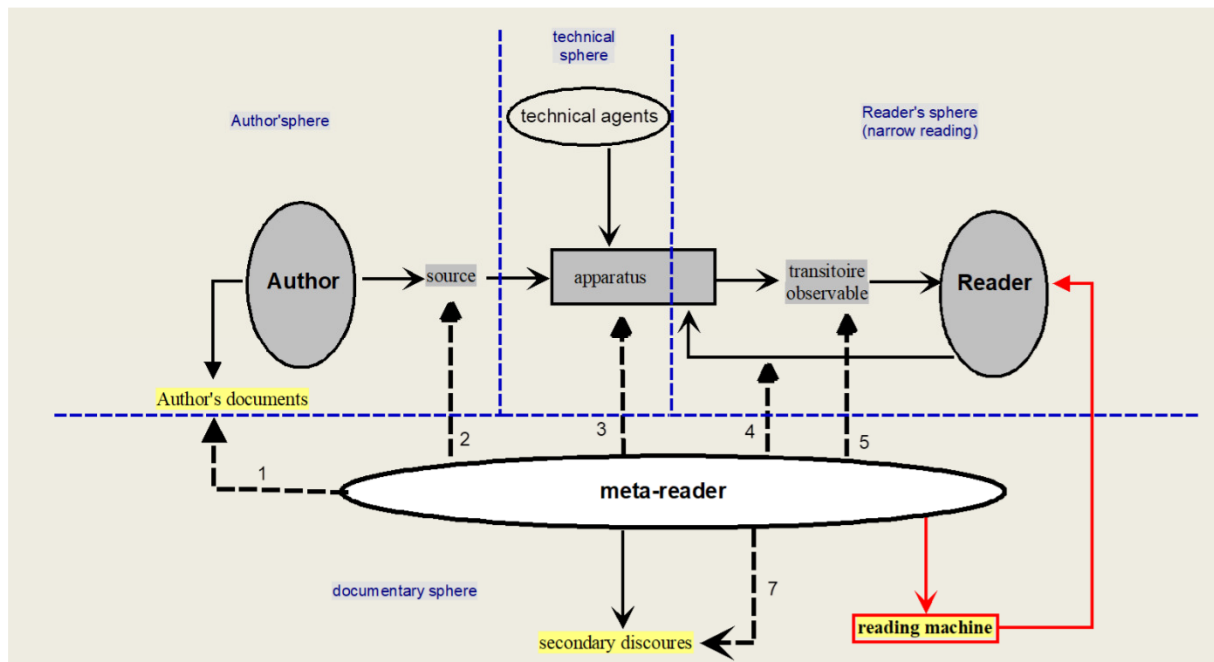 technical
sphere
Author'sphere
Reader's sphere
(narrow reading)
technical agents
Author
source
apparatus
transitoire
observable
Reader
Author's documents
1
2
3
4
5
meta-reader
documentary sphere
7
secondary discoures
reading machine